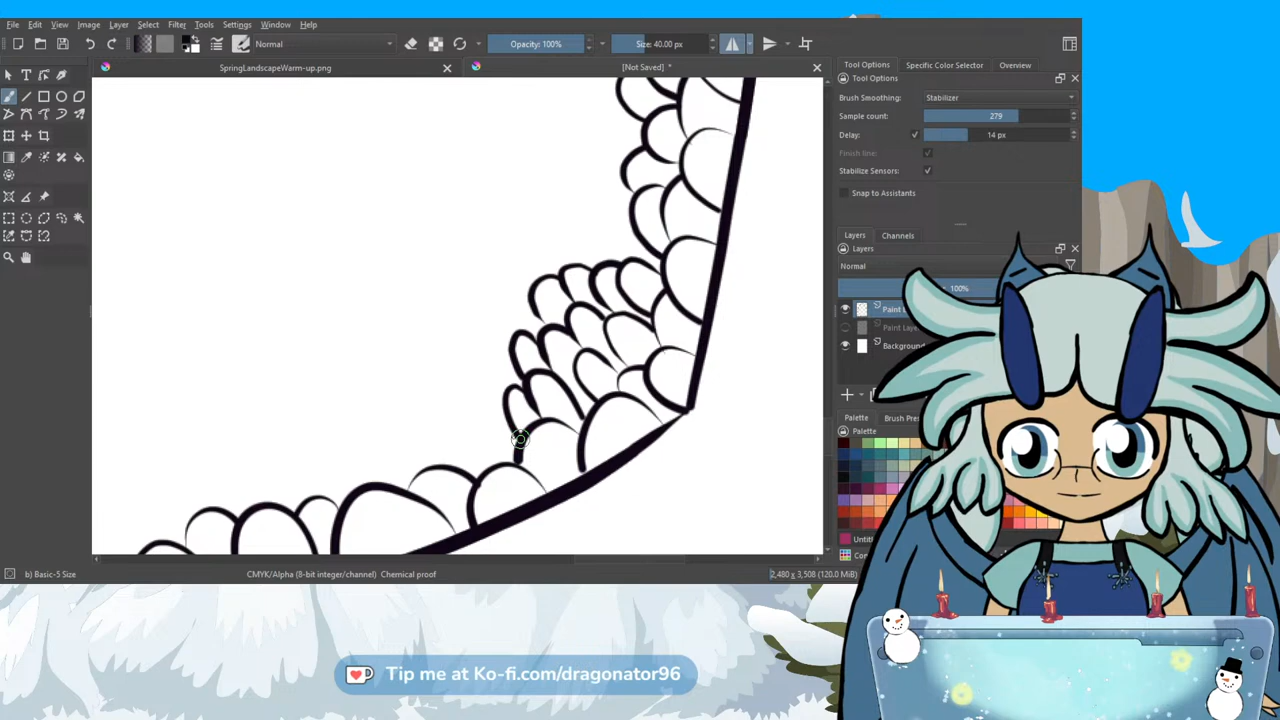 File Edit View Image Layer Select Filter Tools Settings Window Help
Normal
Opacity: 100%
Size: 40.00 px
SpringLandscapeWarm-up.png
[Not Saved] *
Tool Options Specific Color Selector Overview
Tool Options
Brush Smoothing: Stabilizer
Sample count: 279
Delay: 14 px
Finish line:
Stabilize Sensors:
Snap to Assistants
Layers Channels
Layers
Normal
100%
Paint
Paint
Background
Palette
Palette
b) Basic-5 Size
CMYK/Alpha (8-bit integer/channel) Chemical proof
2,480 x 3,508 (120.0 MiB)
Tip me at Ko-fi.com/dragonator96